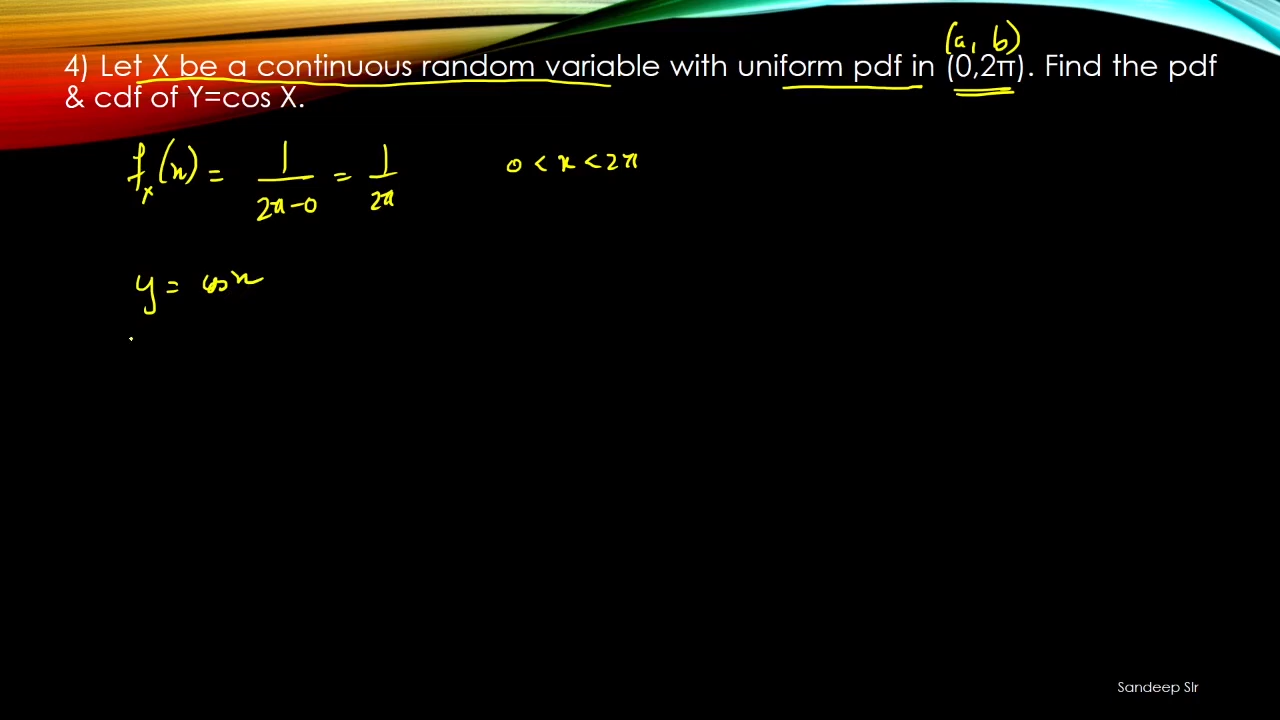 (a, b)
4) Let X be a continuous random variable with uniform pdf in (0,2π). Find the pdf
& cdf of Y=cos X.
f_X(x) = 1/(2π-0) = 1/2π 0 < x < 2π
y = cos x
Sandeep SIr